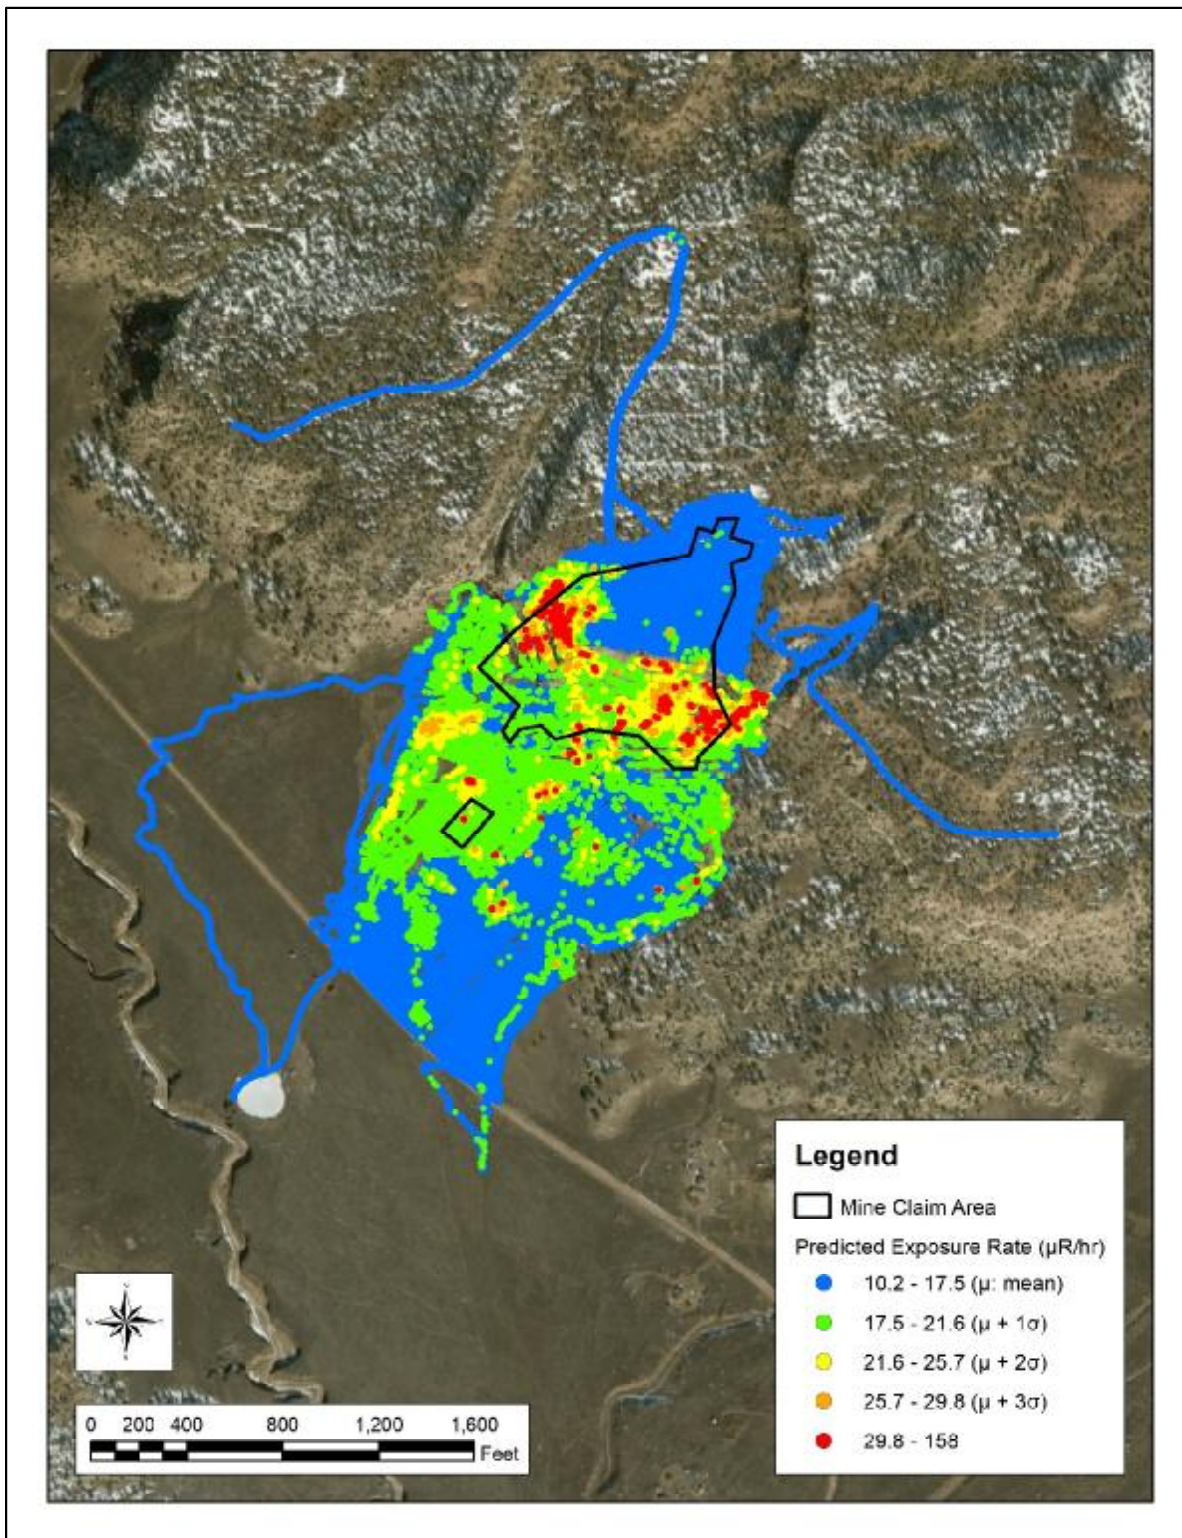 Legend
Mine Claim Area
Predicted Exposure Rate (µR/hr)
10.2 - 17.5 (µ: mean)
17.5 - 21.6 (µ + 1σ)
21.6 - 25.7 (µ + 2σ)
25.7 - 29.8 (µ + 3σ)
29.8 - 158
N
W E
S
0 200 400 800 1,200 1,600
Feet